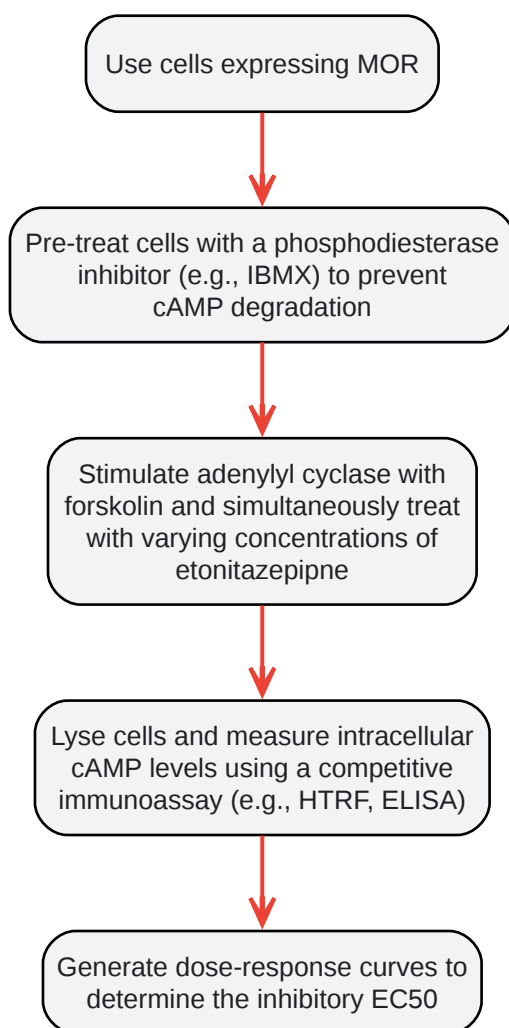 Use cells expressing MOR
Pre-treat cells with a phosphodiesterase
inhibitor (e.g., IBMX) to prevent
cAMP degradation
Stimulate adenylyl cyclase with
forskolin and simultaneously treat
with varying concentrations of
etonitazepipne
Lyse cells and measure intracellular
cAMP levels using a competitive
immunoassay (e.g., HTRF, ELISA)
Generate dose-response curves to
determine the inhibitory EC50